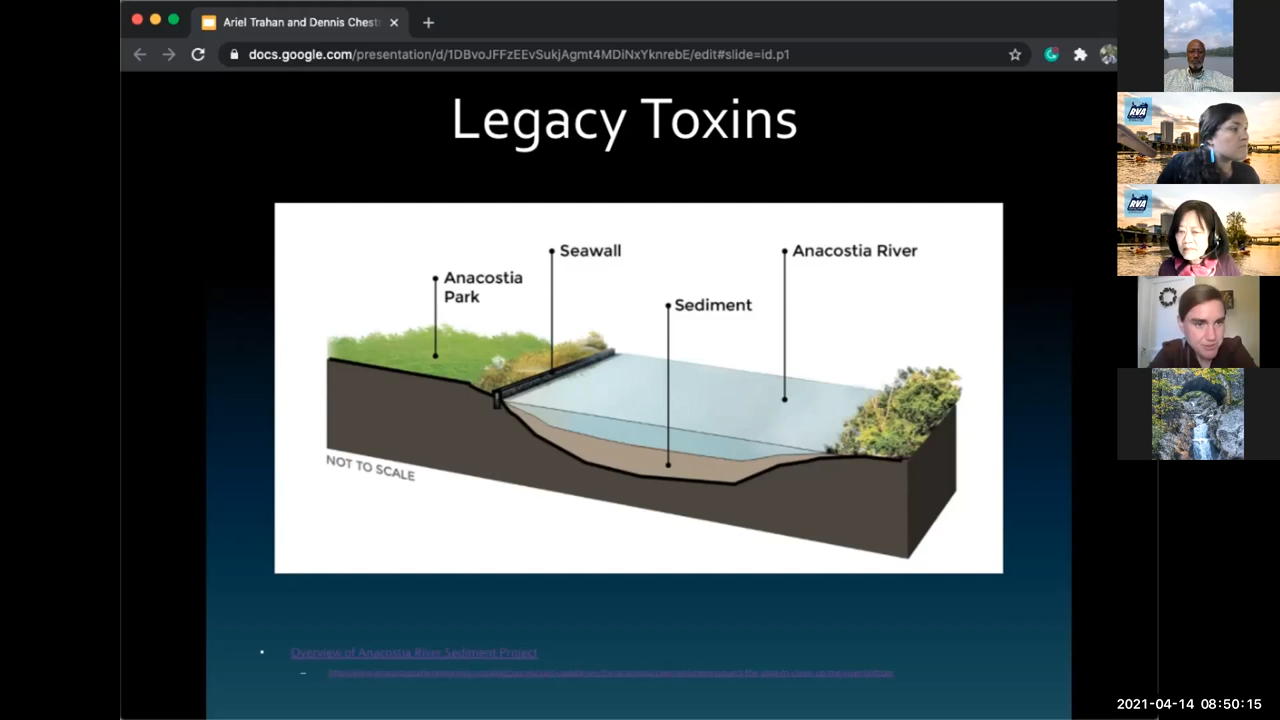 Ariel Trahan and Dennis Chest
docs.google.com/presentation/d/
edit#slide=id.p1
Legacy Toxins
Seawall
Anacostia River
Anacostia
Park
Sediment
NOT TO SCALE
Overview of Anacostia River Sediment Project
RVA
RVA
2021-04-14 08:50:15